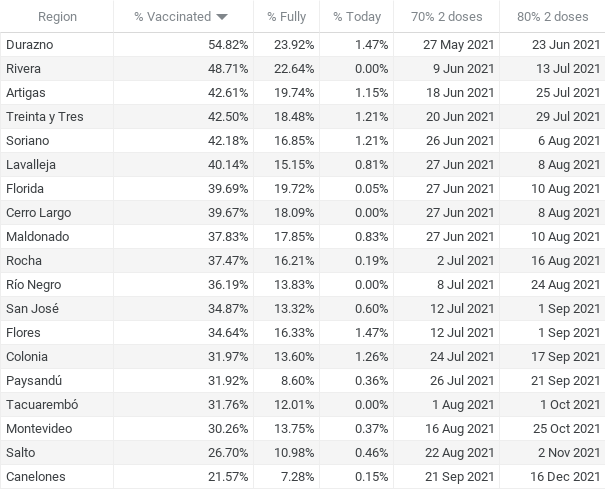 Region % Vaccinated % Fully % Today 70% 2 doses 80% 2 doses
Durazno 54.82% 23.92% 1.47% 27 May 2021 23 Jun 2021
Rivera 48.71% 22.64% 0.00% 9 Jun 2021 13 Jul 2021
Artigas 42.61% 19.74% 1.15% 18 Jun 2021 25 Jul 2021
Treinta y Tres 42.50% 18.48% 1.21% 20 Jun 2021 29 Jul 2021
Soriano 42.18% 16.85% 1.21% 26 Jun 2021 6 Aug 2021
Lavalleja 40.14% 15.15% 0.81% 27 Jun 2021 8 Aug 2021
Florida 39.69% 19.72% 0.05% 27 Jun 2021 10 Aug 2021
Cerro Largo 39.67% 18.09% 0.00% 27 Jun 2021 8 Aug 2021
Maldonado 37.83% 17.85% 0.83% 27 Jun 2021 10 Aug 2021
Rocha 37.47% 16.21% 0.19% 2 Jul 2021 16 Aug 2021
Río Negro 36.19% 13.83% 0.00% 8 Jul 2021 24 Aug 2021
San José 34.87% 13.32% 0.60% 12 Jul 2021 1 Sep 2021
Flores 34.64% 16.33% 1.47% 12 Jul 2021 1 Sep 2021
Colonia 31.97% 13.60% 1.26% 24 Jul 2021 17 Sep 2021
Paysandú 31.92% 8.60% 0.36% 26 Jul 2021 21 Sep 2021
Tacuarembó 31.76% 12.01% 0.00% 1 Aug 2021 1 Oct 2021
Montevideo 30.26% 13.75% 0.37% 16 Aug 2021 25 Oct 2021
Salto 26.70% 10.98% 0.46% 22 Aug 2021 2 Nov 2021
Canelones 21.57% 7.28% 0.15% 21 Sep 2021 16 Dec 2021